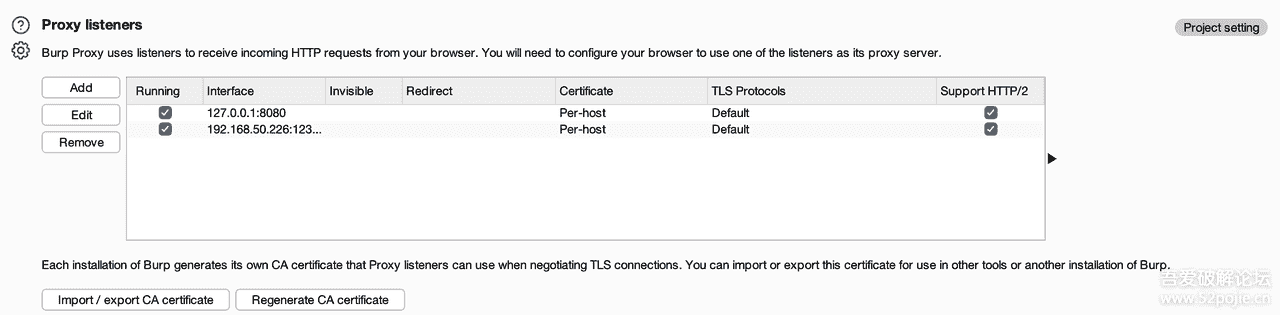 Proxy listeners
Project setting
Burp Proxy uses listeners to receive incoming HTTP requests from your browser. You will need to configure your browser to use one of the listeners as its proxy server.
Add
Edit
Remove
Running Interface Invisible Redirect Certificate TLS Protocols Support HTTP/2
127.0.0.1:8080 Per-host Default
192.168.50.226:123... Per-host Default
Each installation of Burp generates its own CA certificate that Proxy listeners can use when negotiating TLS connections. You can import or export this certificate for use in other tools or another installation of Burp.
Import / export CA certificate
Regenerate CA certificate
吾爱破解论坛
www.52pojie.cn